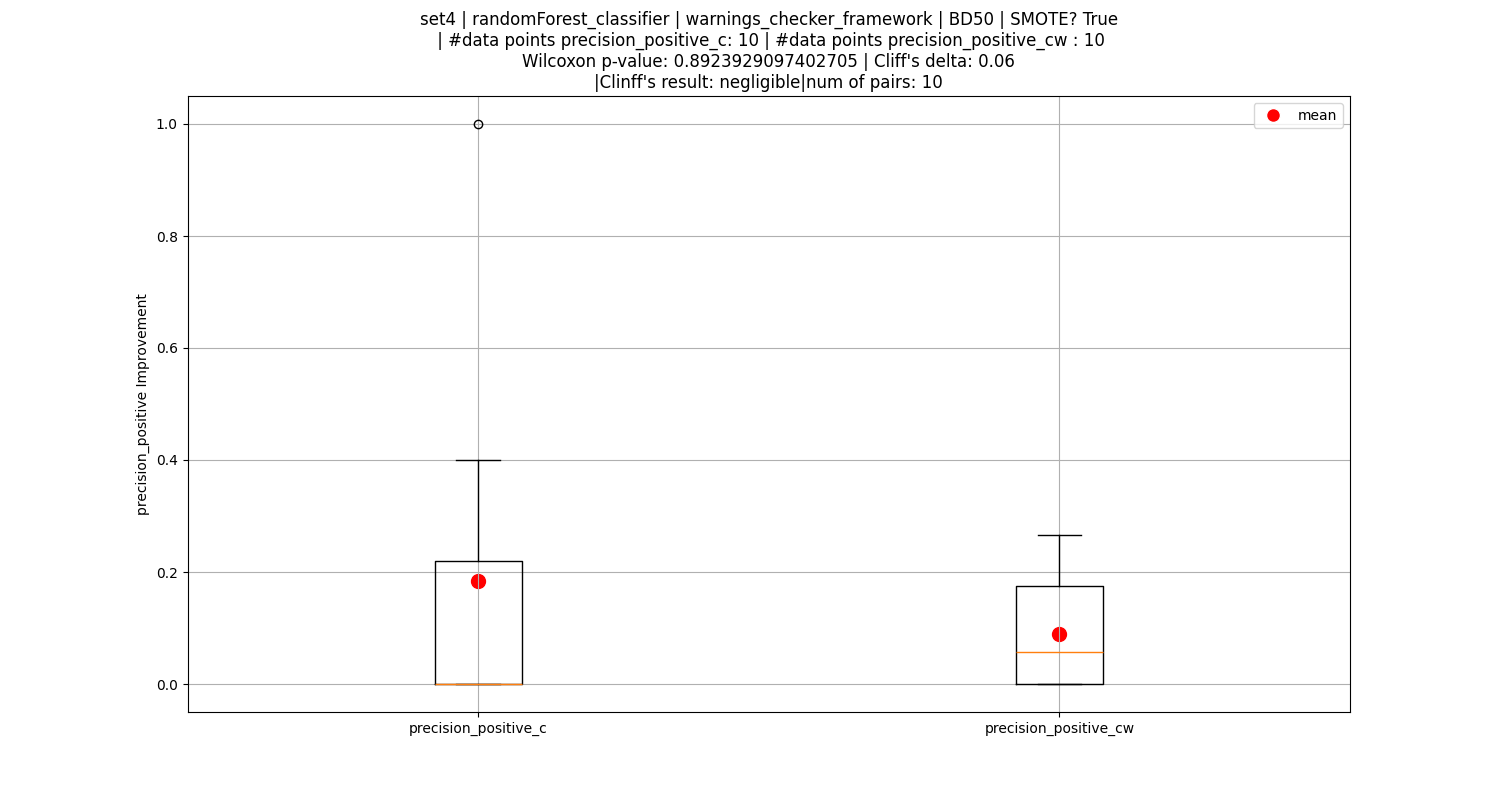 set4 | randomForest_classifier | warnings_checker_framework | BD50 | SMOTE? True
| #data points precision_positive_c: 10 | #data points precision_positive_cw : 10
Wilcoxon p-value: 0.8923929097402705 | Cliff's delta: 0.06
|Clinff's result: negligible|num of pairs: 10
mean
1.0
0.8
0.6
0.4
0.2
0.0
precision_positive Improvement
precision_positive_c
precision_positive_cw